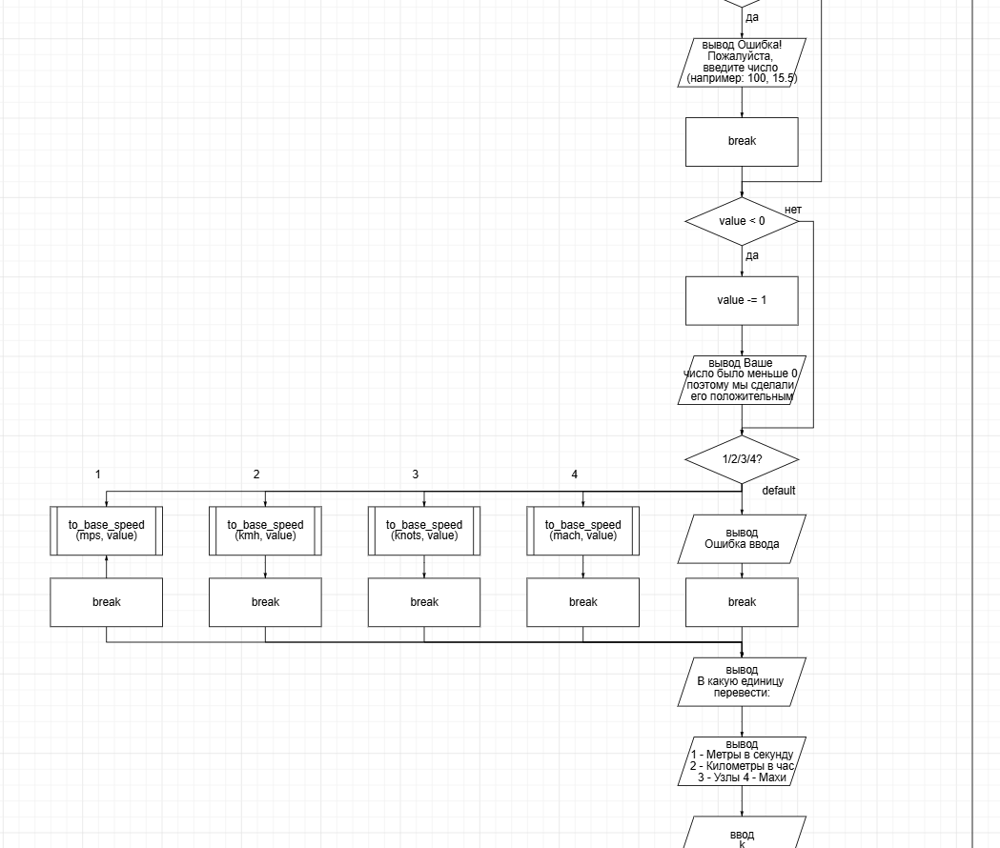 да
вывод Ошибка!
Пожалуйста,
введите число
(например: 100, 15.5)
break
нет
value < 0
да
value -= 1
вывод Ваше
число было меньше 0
поэтому мы сделали
его положительным
1/2/3/4?
1
2
3
4
default
to_base_speed
(mps, value)
to_base_speed
(kmh, value)
to_base_speed
(knots, value)
to_base_speed
(mach, value)
вывод
Ошибка ввода
break
break
break
break
break
вывод
В какую единицу
перевести:
вывод
1 - Метры в секунду
2 - Километры в час
3 - Узлы 4 - Махи
ввод
k